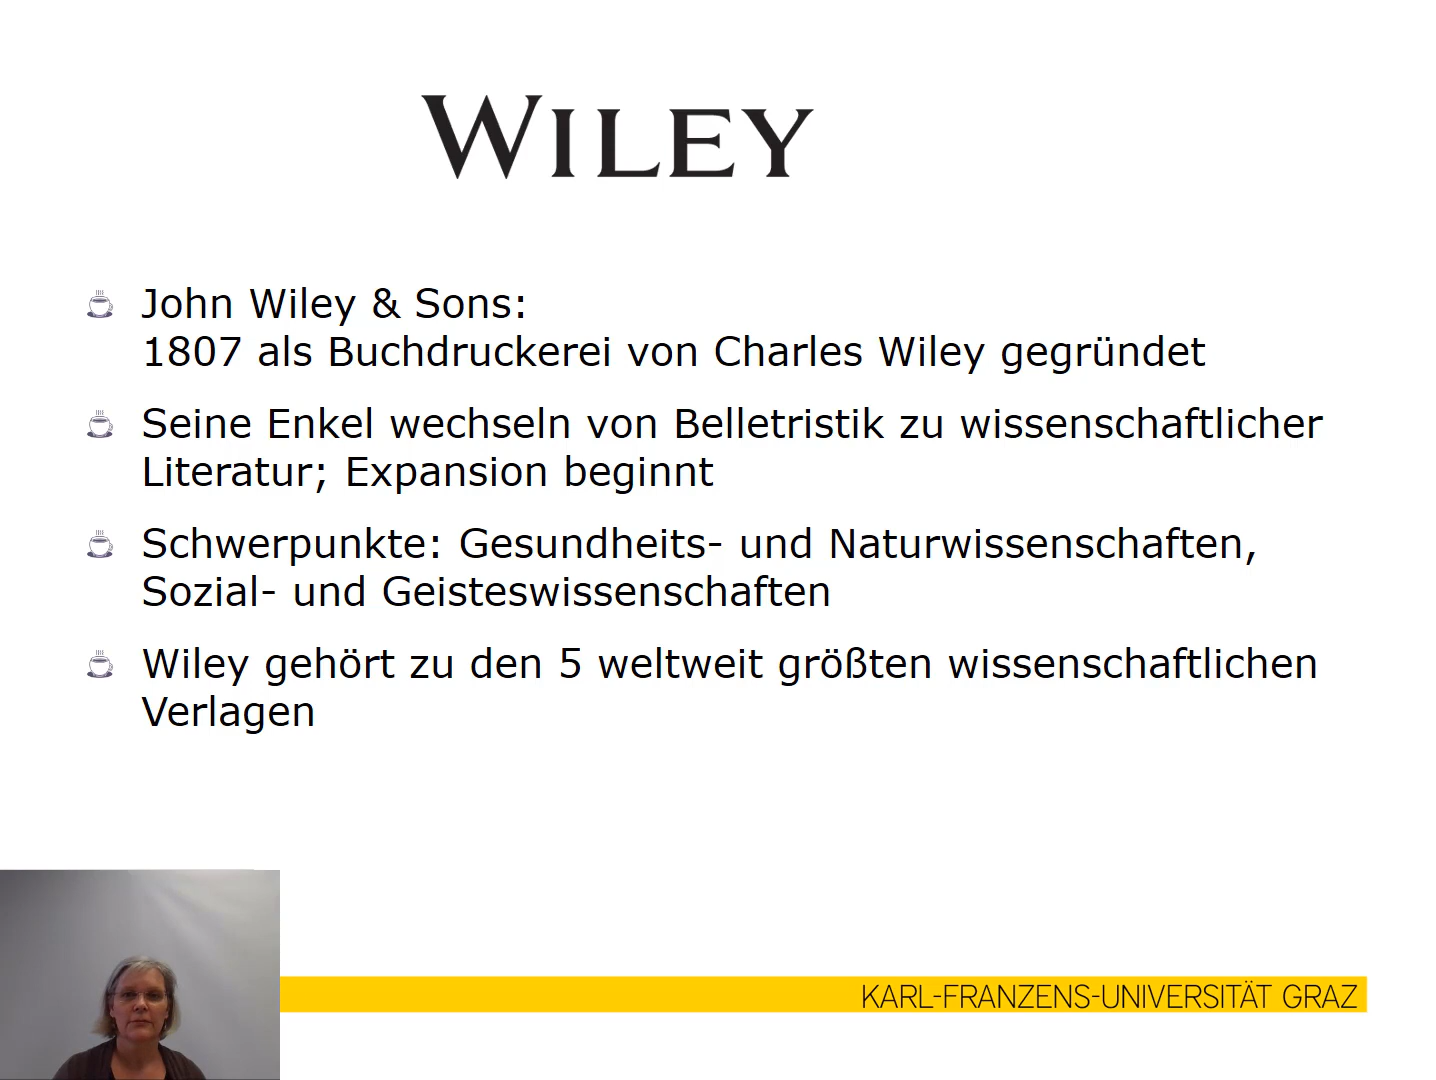 WILEY
John Wiley & Sons:
1807 als Buchdruckerei von Charles Wiley gegründet
Seine Enkel wechseln von Belletristik zu wissenschaftlicher
Literatur; Expansion beginnt
Schwerpunkte: Gesundheits- und Naturwissenschaften,
Sozial- und Geisteswissenschaften
Wiley gehört zu den 5 weltweit größten wissenschaftlichen
Verlagen
KARL-FRANZENS-UNIVERSITÄT GRAZ